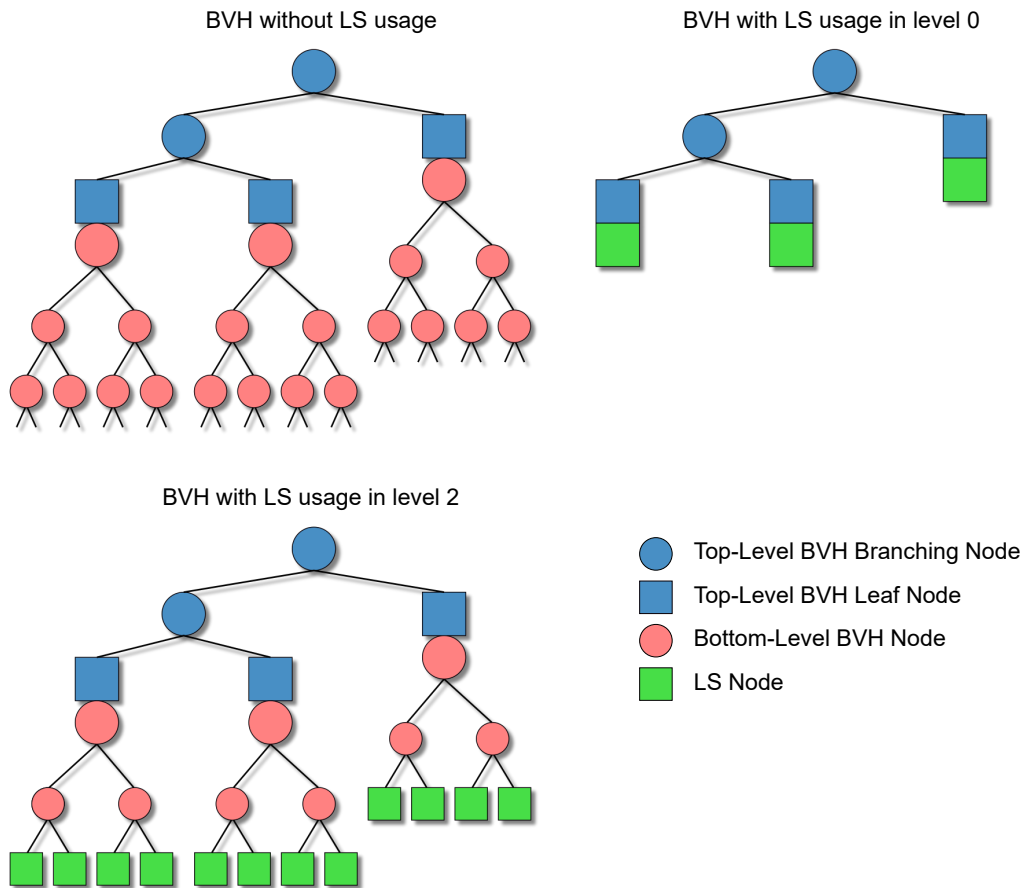 BVH without LS usage
BVH with LS usage in level 0
BVH with LS usage in level 2
Top-Level BVH Branching Node
Top-Level BVH Leaf Node
Bottom-Level BVH Node
LS Node